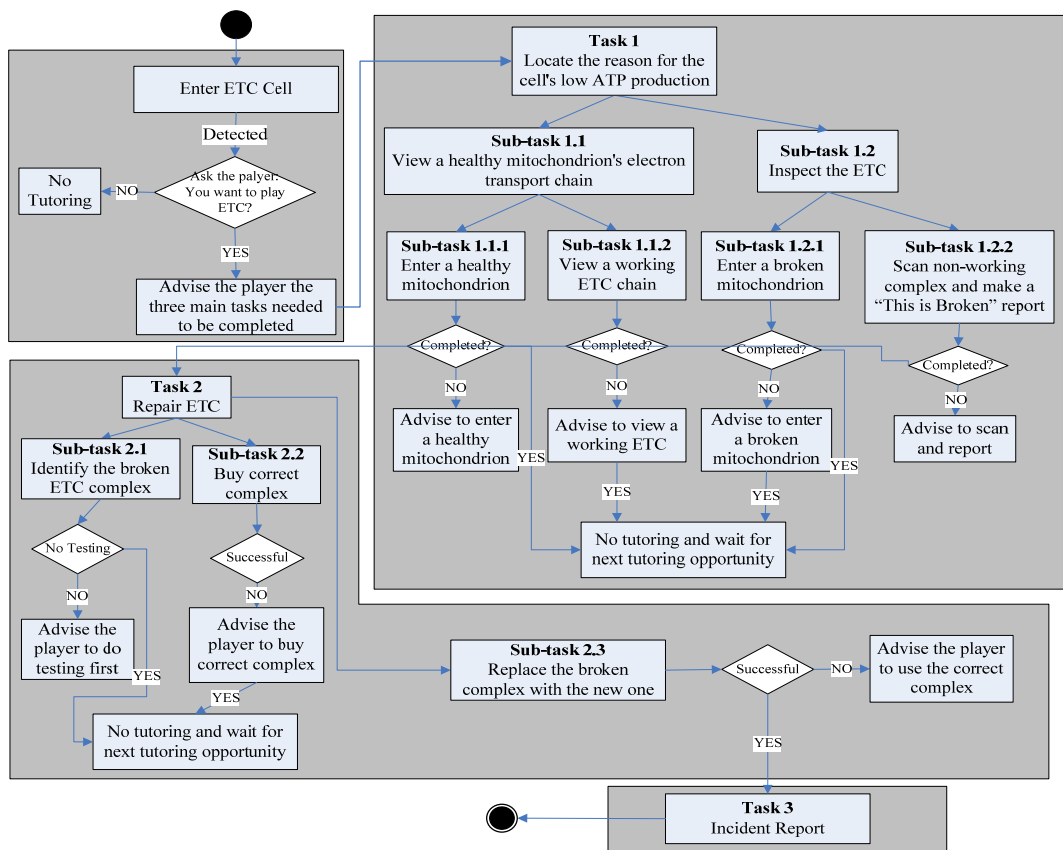 Enter ETC Cell
Detected
Ask the palyer:
You want to play
ETC?
NO
No
Tutoring
YES
Advise the player the
three main tasks needed
to be completed
Task 1
Locate the reason for the
cell's low ATP production
Sub-task 1.1
View a healthy mitochondrion's electron
transport chain
Sub-task 1.2
Inspect the ETC
Sub-task 1.1.1
Enter a healthy
mitochondrion
Sub-task 1.1.2
View a working
ETC chain
Sub-task 1.2.1
Enter a broken
mitochondrion
Sub-task 1.2.2
Scan non-working
complex and make a
“This is Broken” report
Completed?
Completed?
Completed?
Completed?
NO
NO
NO
NO
Advise to enter
a healthy
mitochondrion
Advise to view a
working ETC
Advise to enter
a broken
mitochondrion
Advise to scan
and report
YES
YES
YES
YES
No tutoring and wait for
next tutoring opportunity
Task 2
Repair ETC
Sub-task 2.1
Identify the broken
ETC complex
Sub-task 2.2
Buy correct
complex
No Testing
Successful
NO
NO
Advise the
player to do
testing first
Advise the
player to buy
correct complex
YES
YES
No tutoring and wait for
next tutoring opportunity
Sub-task 2.3
Replace the broken
complex with the new one
Successful
NO
Advise the player
to use the correct
complex
YES
Task 3
Incident Report